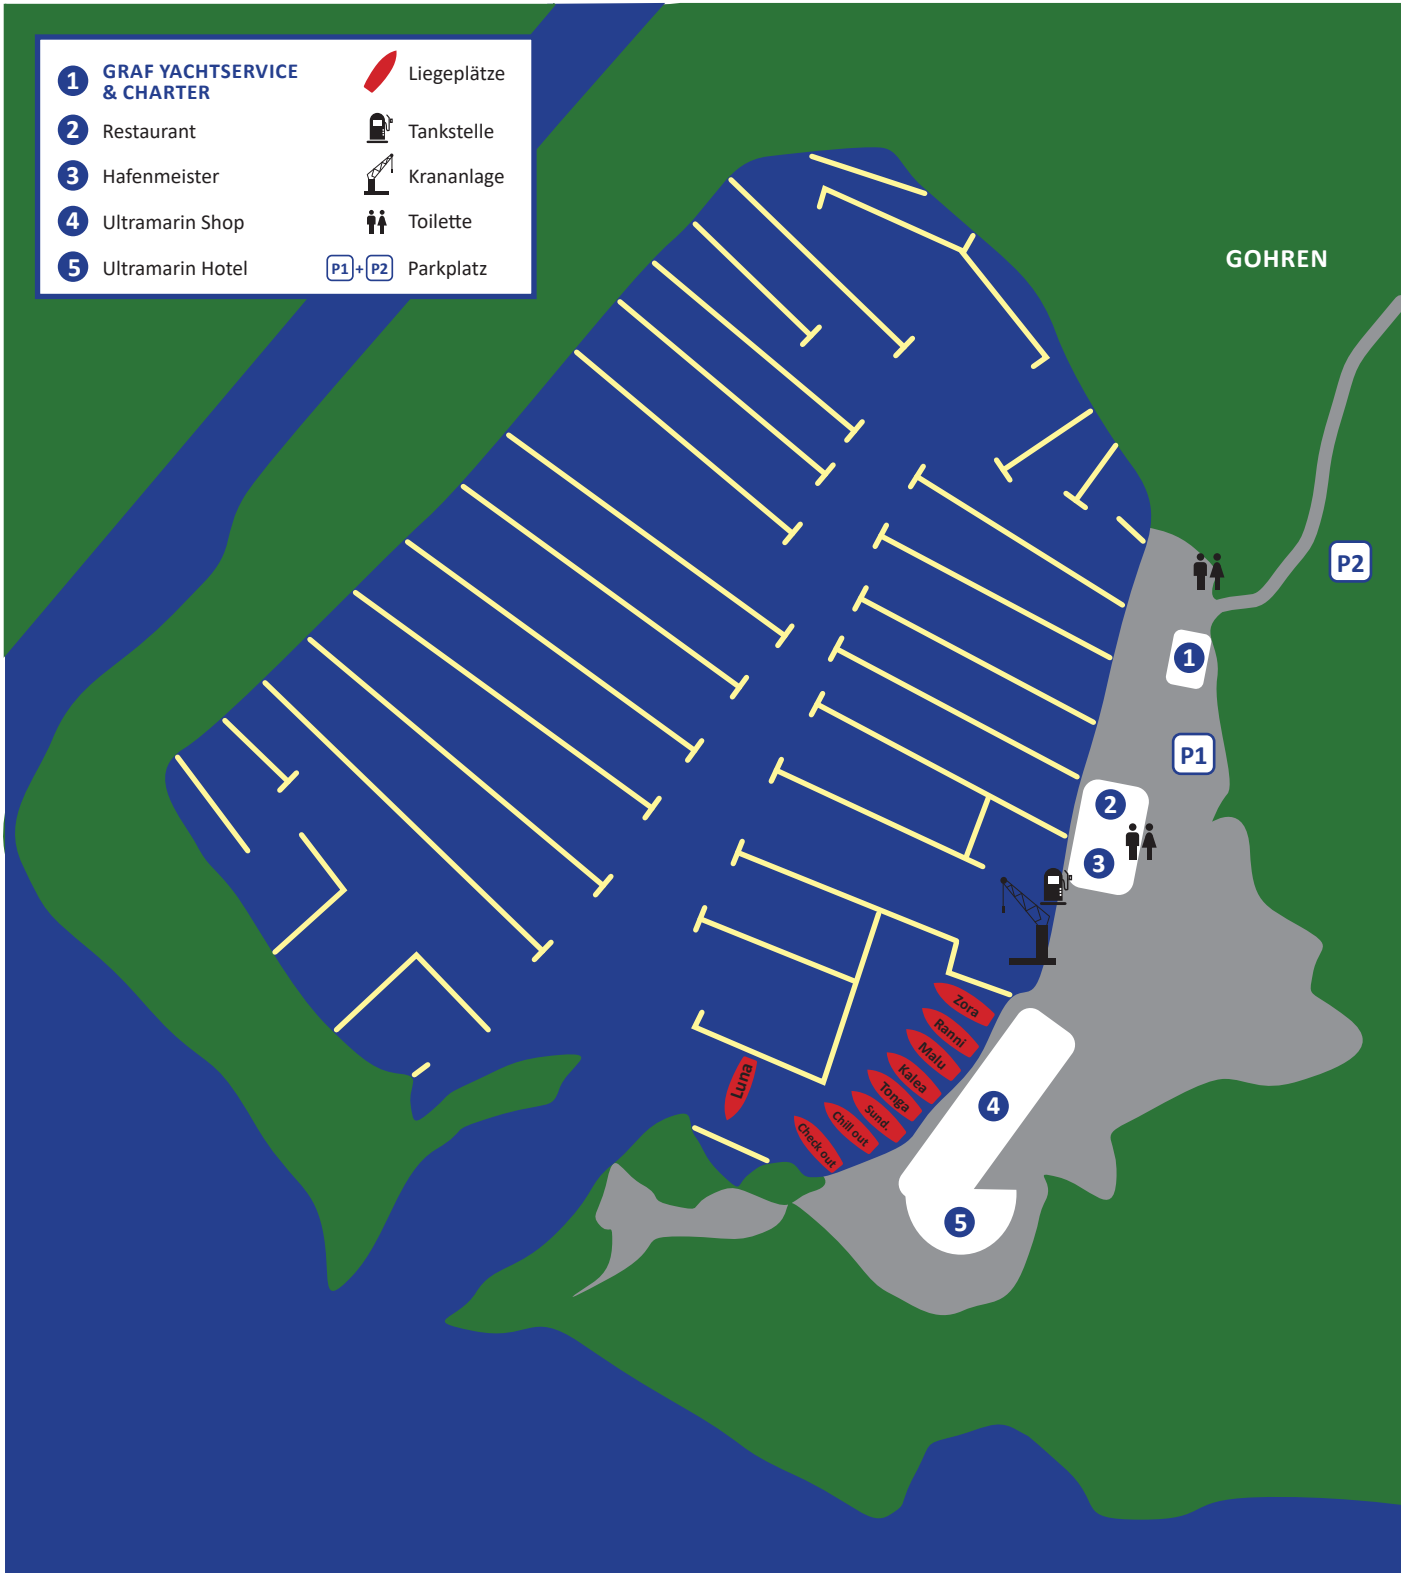 1 GRAF YACHTSERVICE
& CHARTER
2 Restaurant
3 Hafenmeister
4 Ultramarin Shop
5 Ultramarin Hotel
Liegeplätze
Tankstelle
Krananlage
Toilette
P1 + P2 Parkplatz
GOHREN
P2
1
P1
2
3
Zora
Ranni
Malu
Kalea
Tonga
Sund.
Chill out
Check out
Luna
4
5